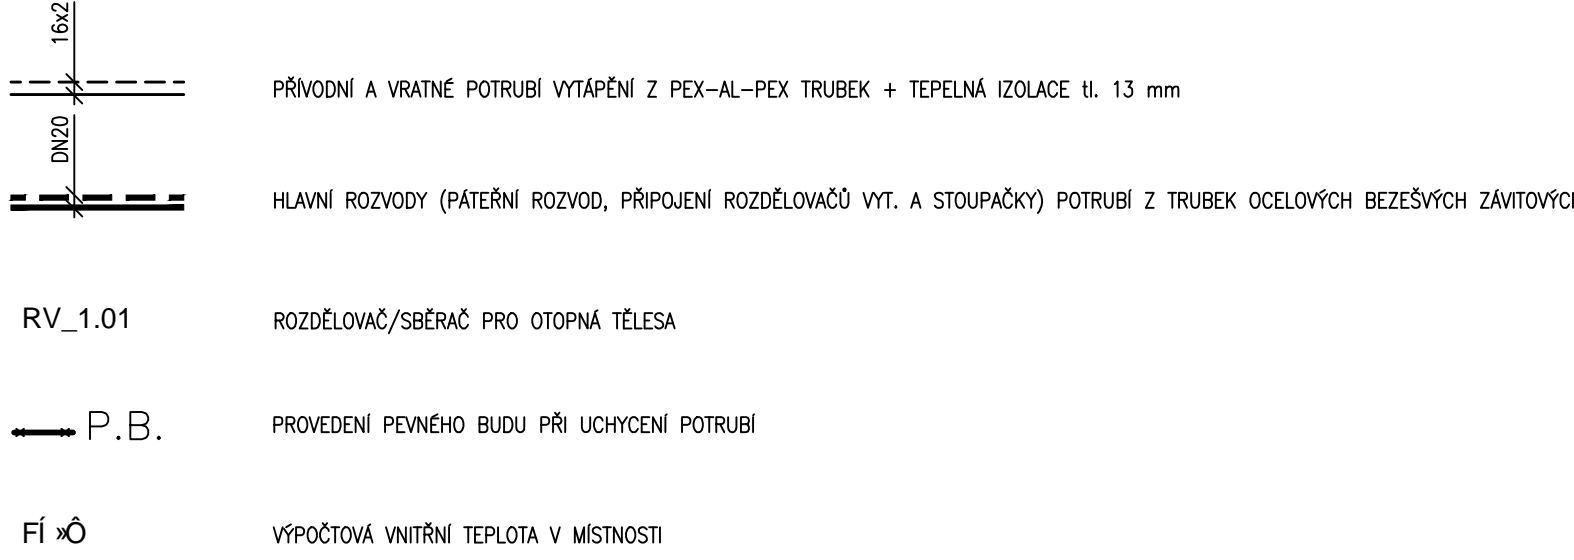 16x2
PŘÍVODNÍ A VRATNÉ POTRUBÍ VYTÁPĚNÍ Z PEX-AL-PEX TRUBEK + TEPELNÁ IZOLACE tl. 13 mm
DN20
HLAVNÍ ROZVODY (PÁTEŘNÍ ROZVOD, PŘIPOJENÍ ROZDĚLOVAČŮ VYT. A STOUPAČKY) POTRUBÍ Z TRUBEK OCELOVÝCH BEZEŠVÝCH
RV_1.01 ROZDĚLOVAČ/SBĚRAČ PRO OTOPNÁ TĚLESA
P.B. PROVEDENÍ PEVNÉHO BUDU PŘI UCHYCENÍ POTRUBÍ
FÍ »Ô VÝPOČTOVÁ VNITŘNÍ TEPLOTA V MÍSTNOSTI